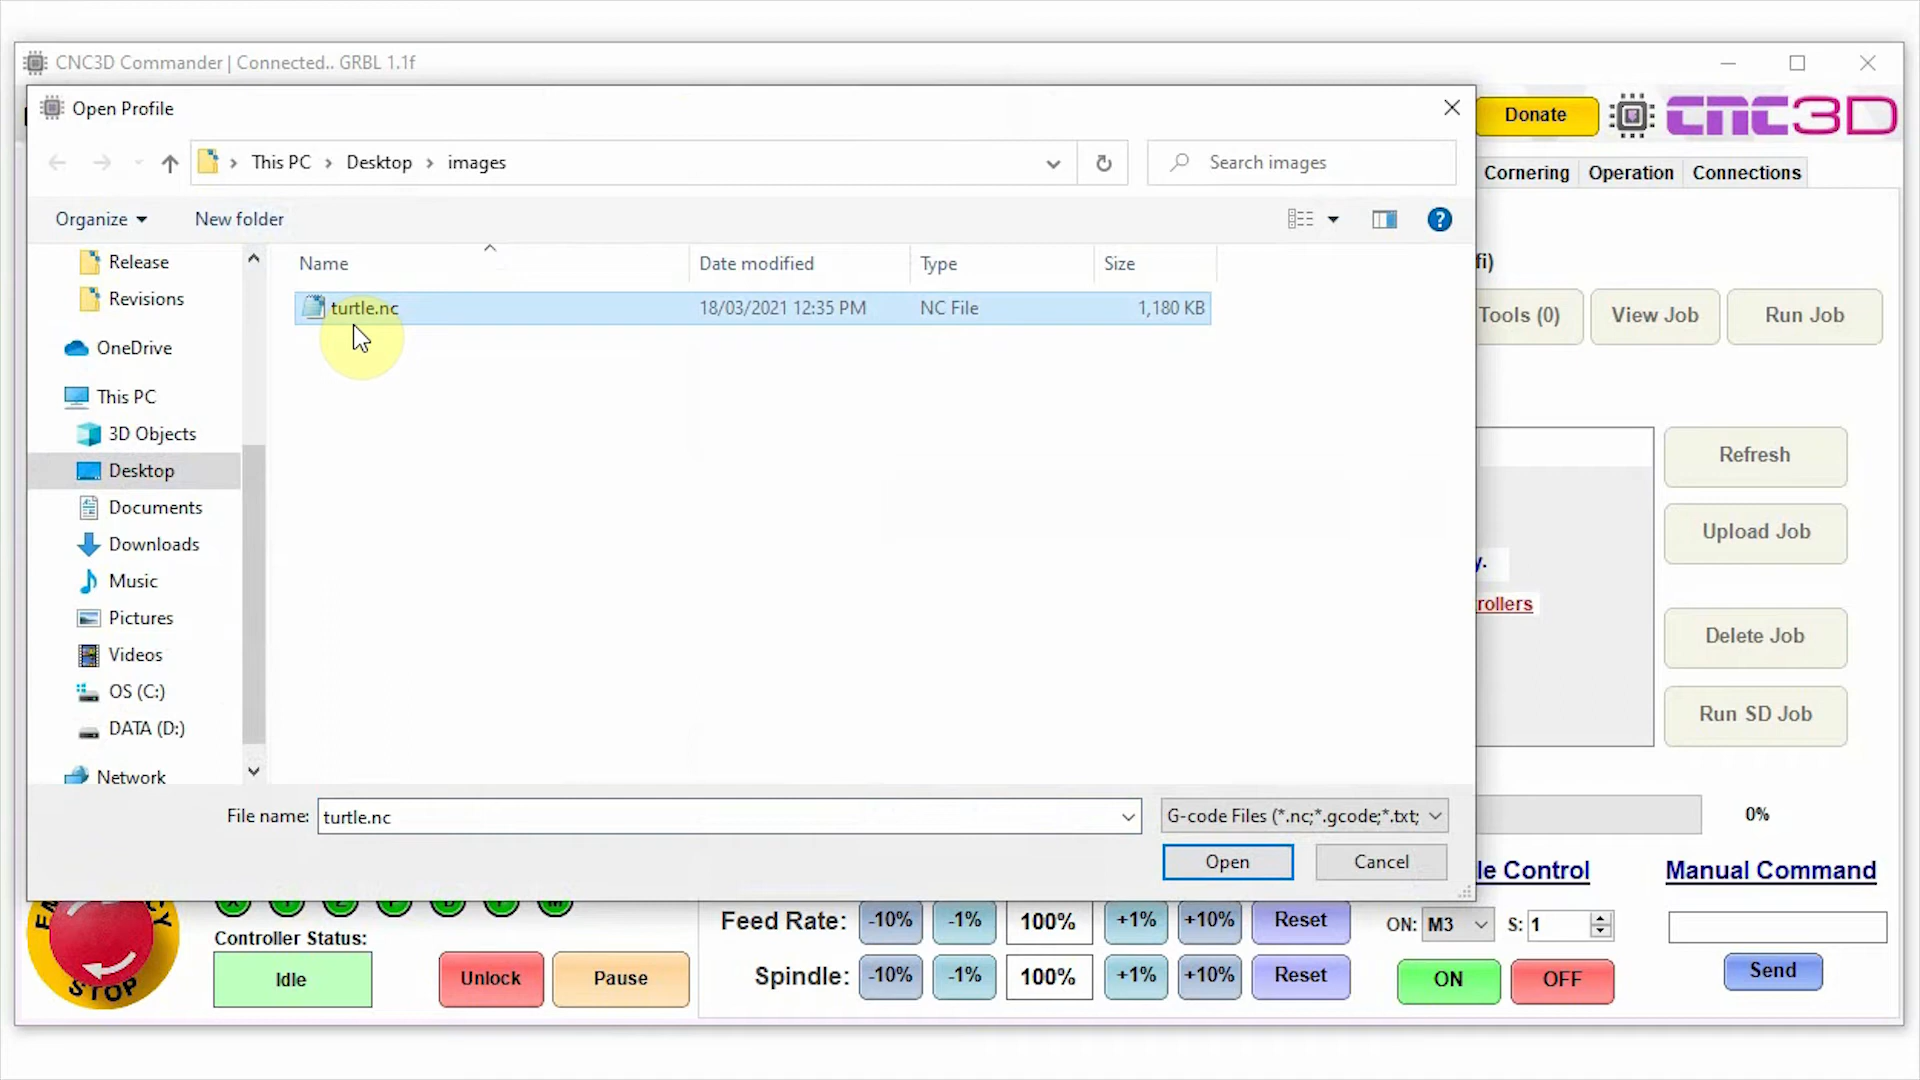 CNC3D Commander | Connected.. GRBL 1.1f
Open Profile
Donate
CNC3D
This PC
Desktop
images
Search images
Cornering
Operation
Connections
Organize
New folder
Name
Date modified
Type
Size
Release
Revisions
OneDrive
This PC
3D Objects
Desktop
Documents
Downloads
Music
Pictures
Videos
OS (C:)
DATA (D:)
Network
turtle.nc
18/03/2021 12:35 PM
NC File
1,180 KB
fi)
Tools (0)
View Job
Run Job
Refresh
Upload Job
y.
rollers
Delete Job
Run SD Job
File name:
turtle.nc
G-code Files (*.nc;*.gcode;*.txt;
Open
Cancel
0%
le Control
Manual Command
STOP
Controller Status:
Idle
Unlock
Pause
Feed Rate:
-10%
-1%
100%
+1%
+10%
Reset
Spindle:
-10%
-1%
100%
+1%
+10%
Reset
ON:
M3
S:
1
ON
OFF
Send